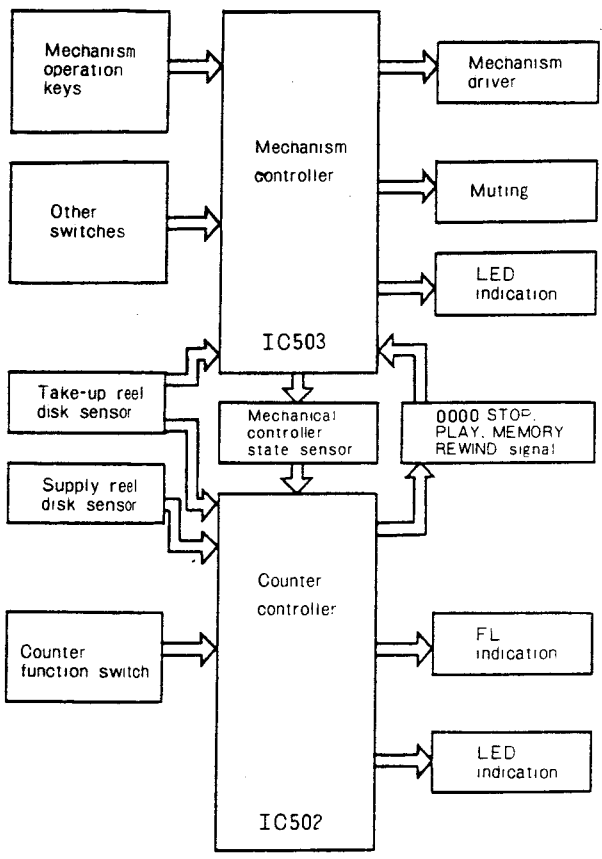 Mechanism
operation
keys
Other
switches
Mechanism
controller
IC503
Mechanism
driver
Muting
LED
indication
Take-up reel
disk sensor
Supply reel
disk sensor
Mechanical
controller
state sensor
0000 STOP.
PLAY. MEMORY
REWIND signal
Counter
function switch
Counter
controller
IC502
FL
indication
LED
indication